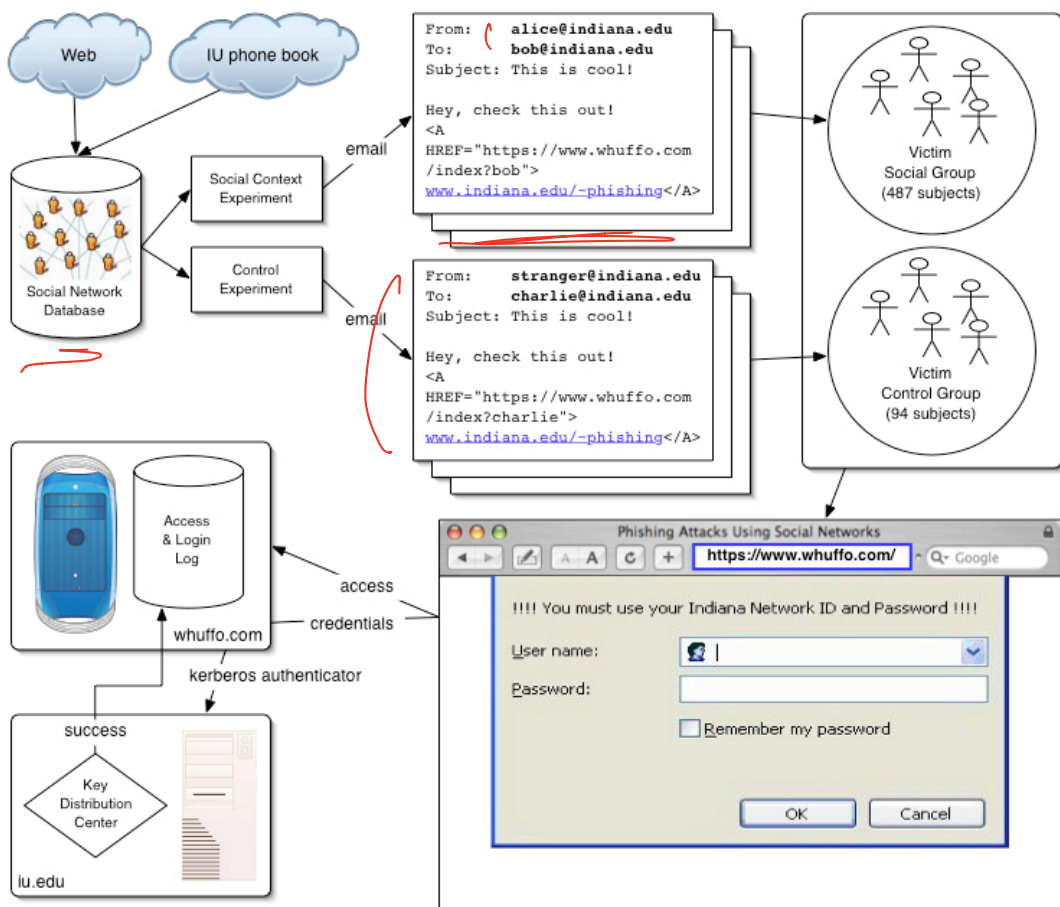 Web
IU phone book
Social Network
Database
Social Context
Experiment
Control
Experiment
email
email
From: alice@indiana.edu
To: bob@indiana.edu
Subject: This is cool!
Hey, check this out!
<A
HREF="https://www.whuffo.com
/index?bob">
www.indiana.edu/~phishing</A>
From: stranger@indiana.edu
To: charlie@indiana.edu
Subject: This is cool!
Hey, check this out!
<A
HREF="https://www.whuffo.com
/index?charlie">
www.indiana.edu/~phishing</A>
Victim
Social Group
(487 subjects)
Victim
Control Group
(94 subjects)
Access
& Login
Log
whuffo.com
access
credentials
kerberos authenticator
success
Key
Distribution
Center
iu.edu
Phishing Attacks Using Social Networks
A A C + https://www.whuffo.com/ Google
!!!! You must use your Indiana Network ID and Password !!!!
User name:
Password:
Remember my password
OK Cancel